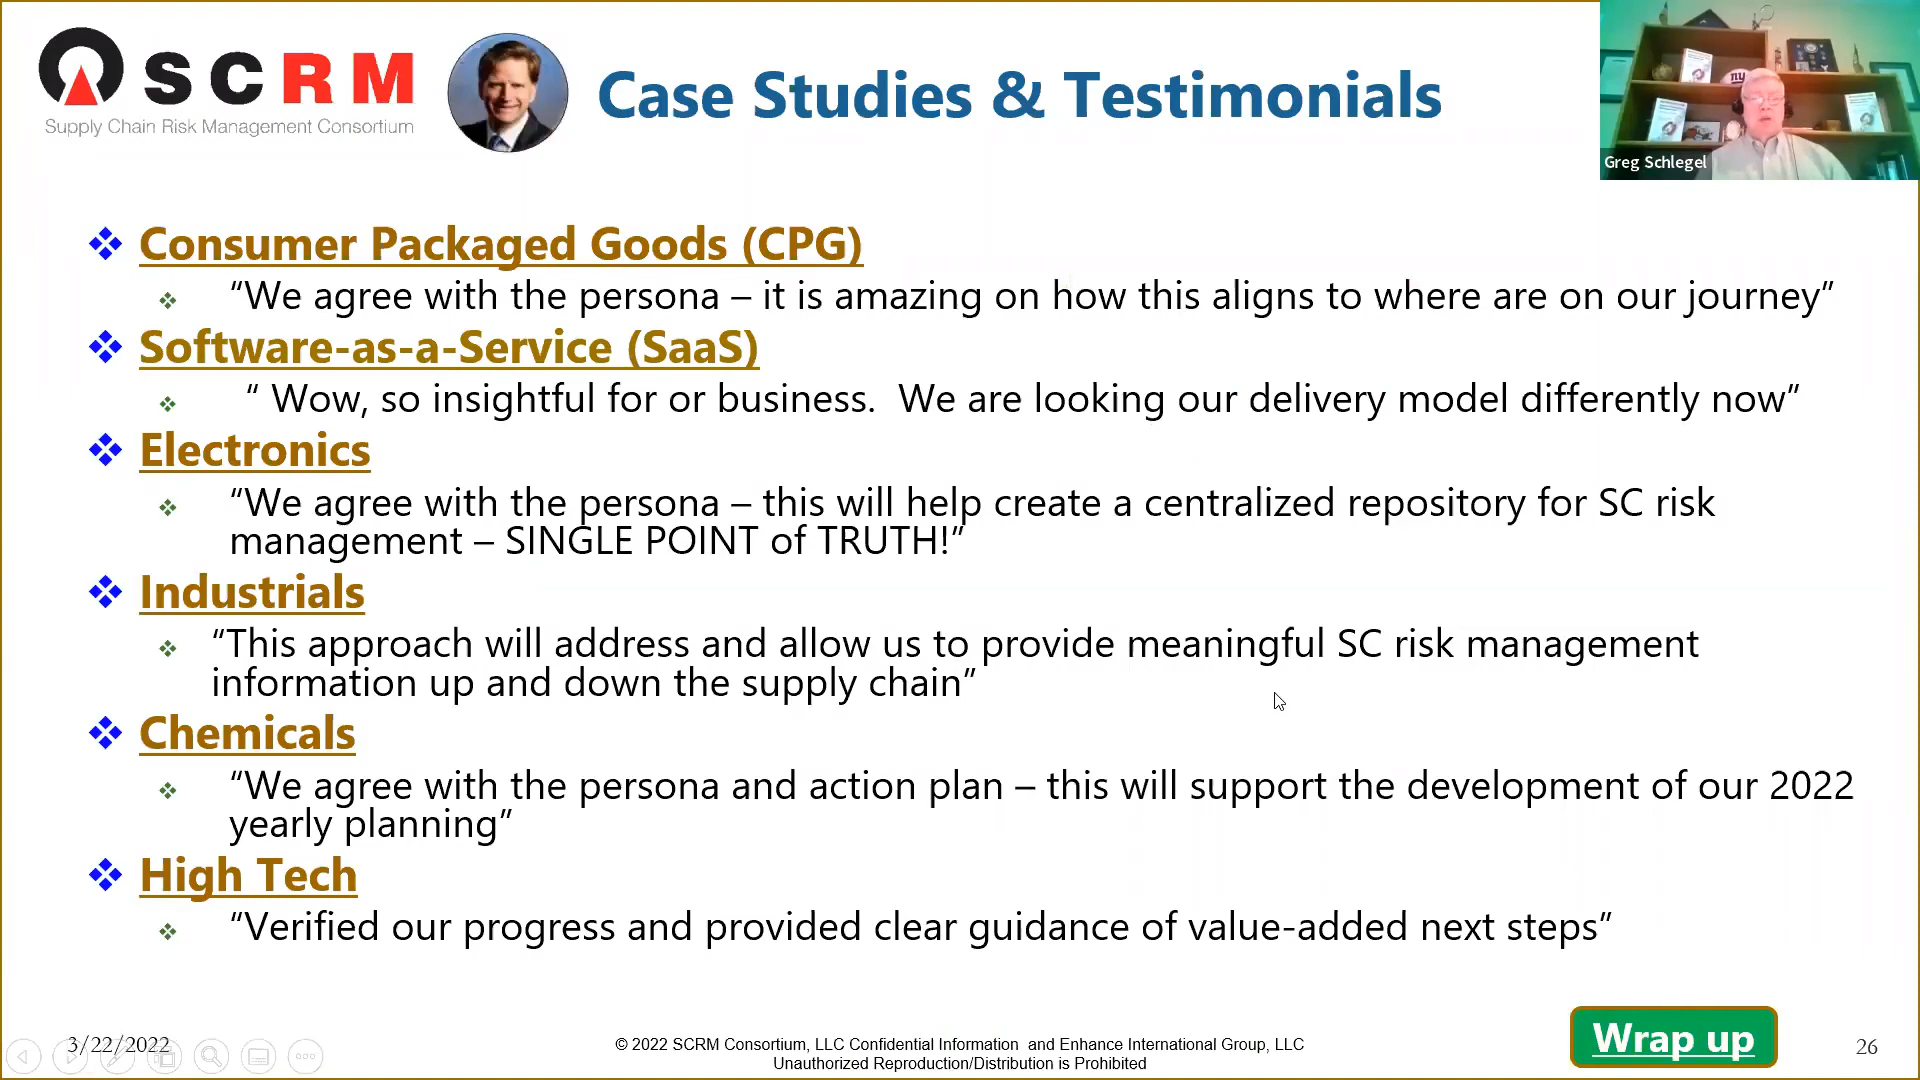 SCRM
Supply Chain Risk Management Consortium
Case Studies & Testimonials
NY
Greg Schlegel
Consumer Packaged Goods (CPG)
“We agree with the persona – it is amazing on how this aligns to where are on our journey”
Software-as-a-Service (SaaS)
“ Wow, so insightful for or business.  We are looking our delivery model differently now”
Electronics
“We agree with the persona – this will help create a centralized repository for SC risk
management – SINGLE POINT of TRUTH!”
Industrials
“This approach will address and allow us to provide meaningful SC risk management
information up and down the supply chain”
Chemicals
“We agree with the persona and action plan – this will support the development of our 2022
yearly planning”
High Tech
“Verified our progress and provided clear guidance of value-added next steps”
3/22/2022
© 2022 SCRM Consortium, LLC Confidential Information  and Enhance International Group, LLC
Unauthorized Reproduction/Distribution is Prohibited
Wrap up
26